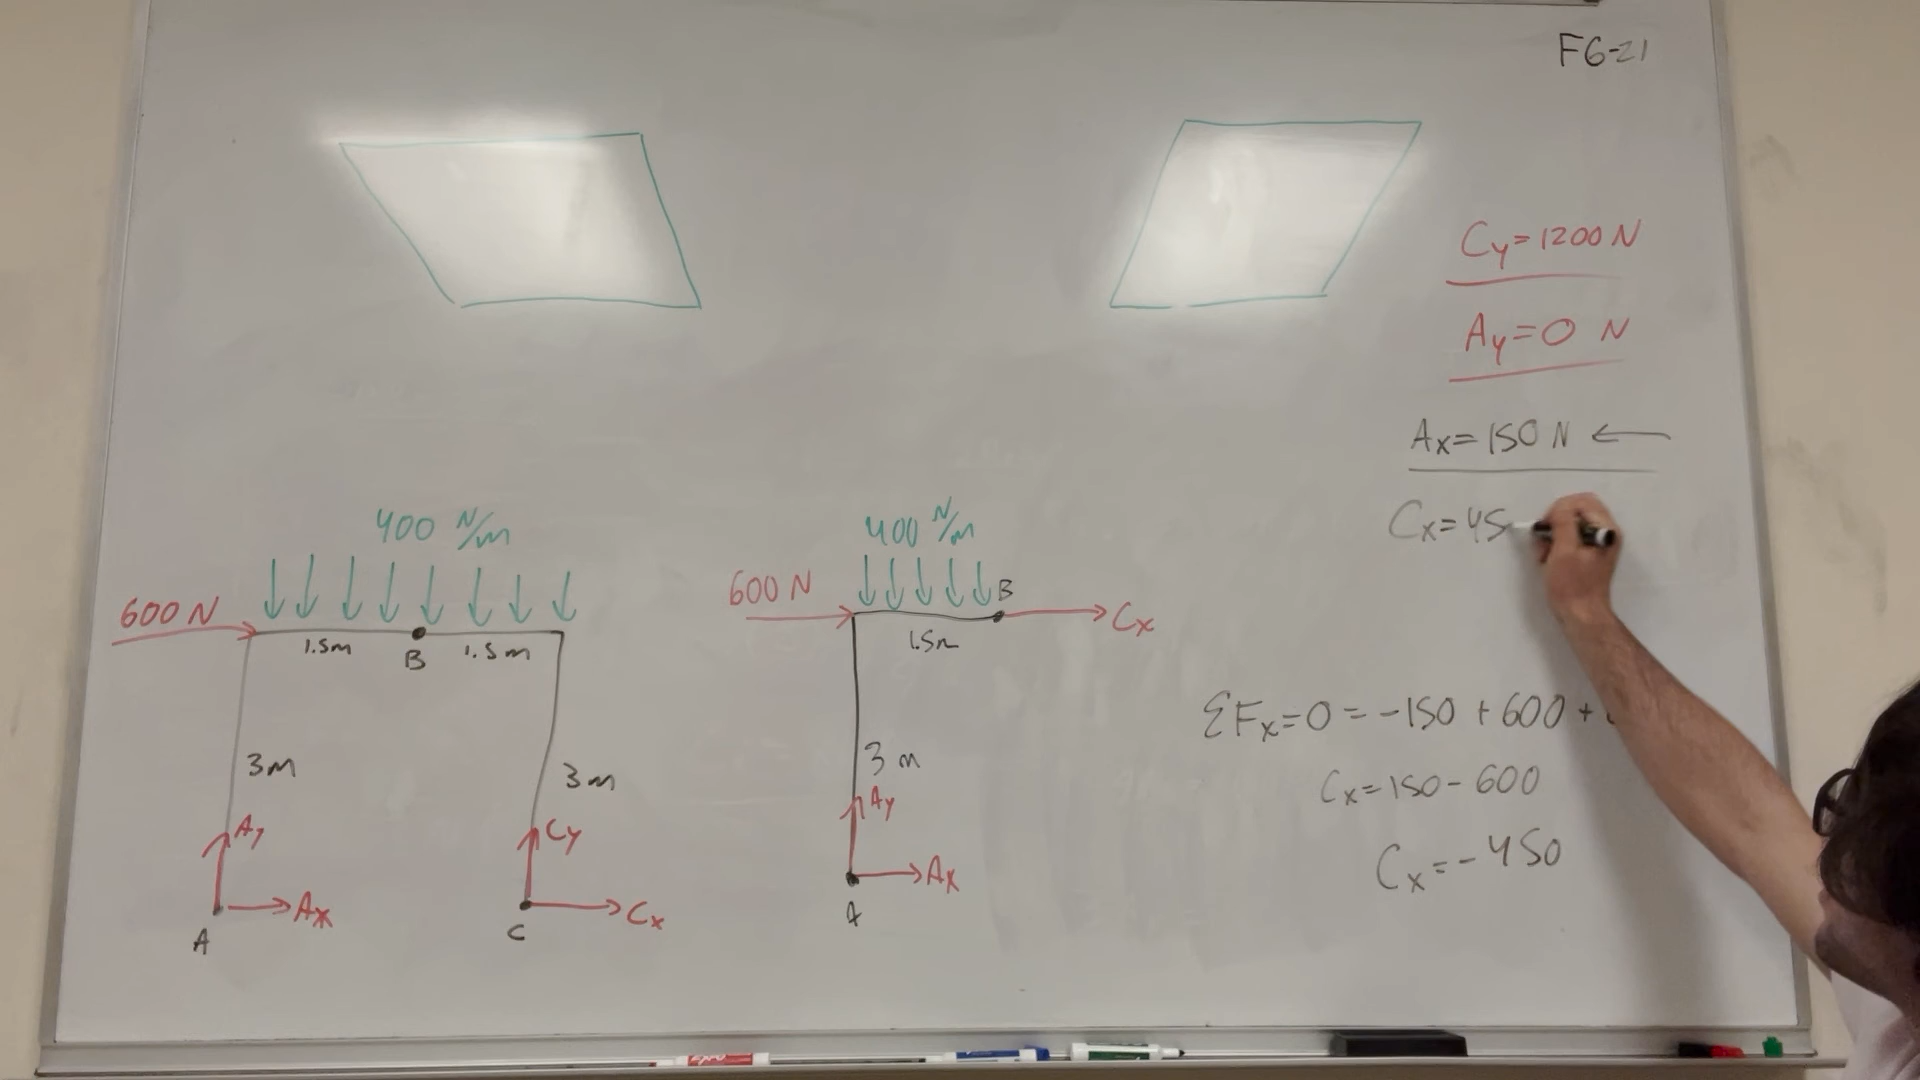 F6-21
Cy=1200 N
Ay=0 N
Ax=150 N ←
Cx=45
400 N/m
600 N
1.5m
B
1.5m
3m
3m
Ay
Ax
A
Cy
Cx
C
400 N/m
600 N
B
Cx
1.5m
3 m
Ay
Ax
A
ΣFx=0=-150+600+
Cx=150-600
Cx=-450
EXPO